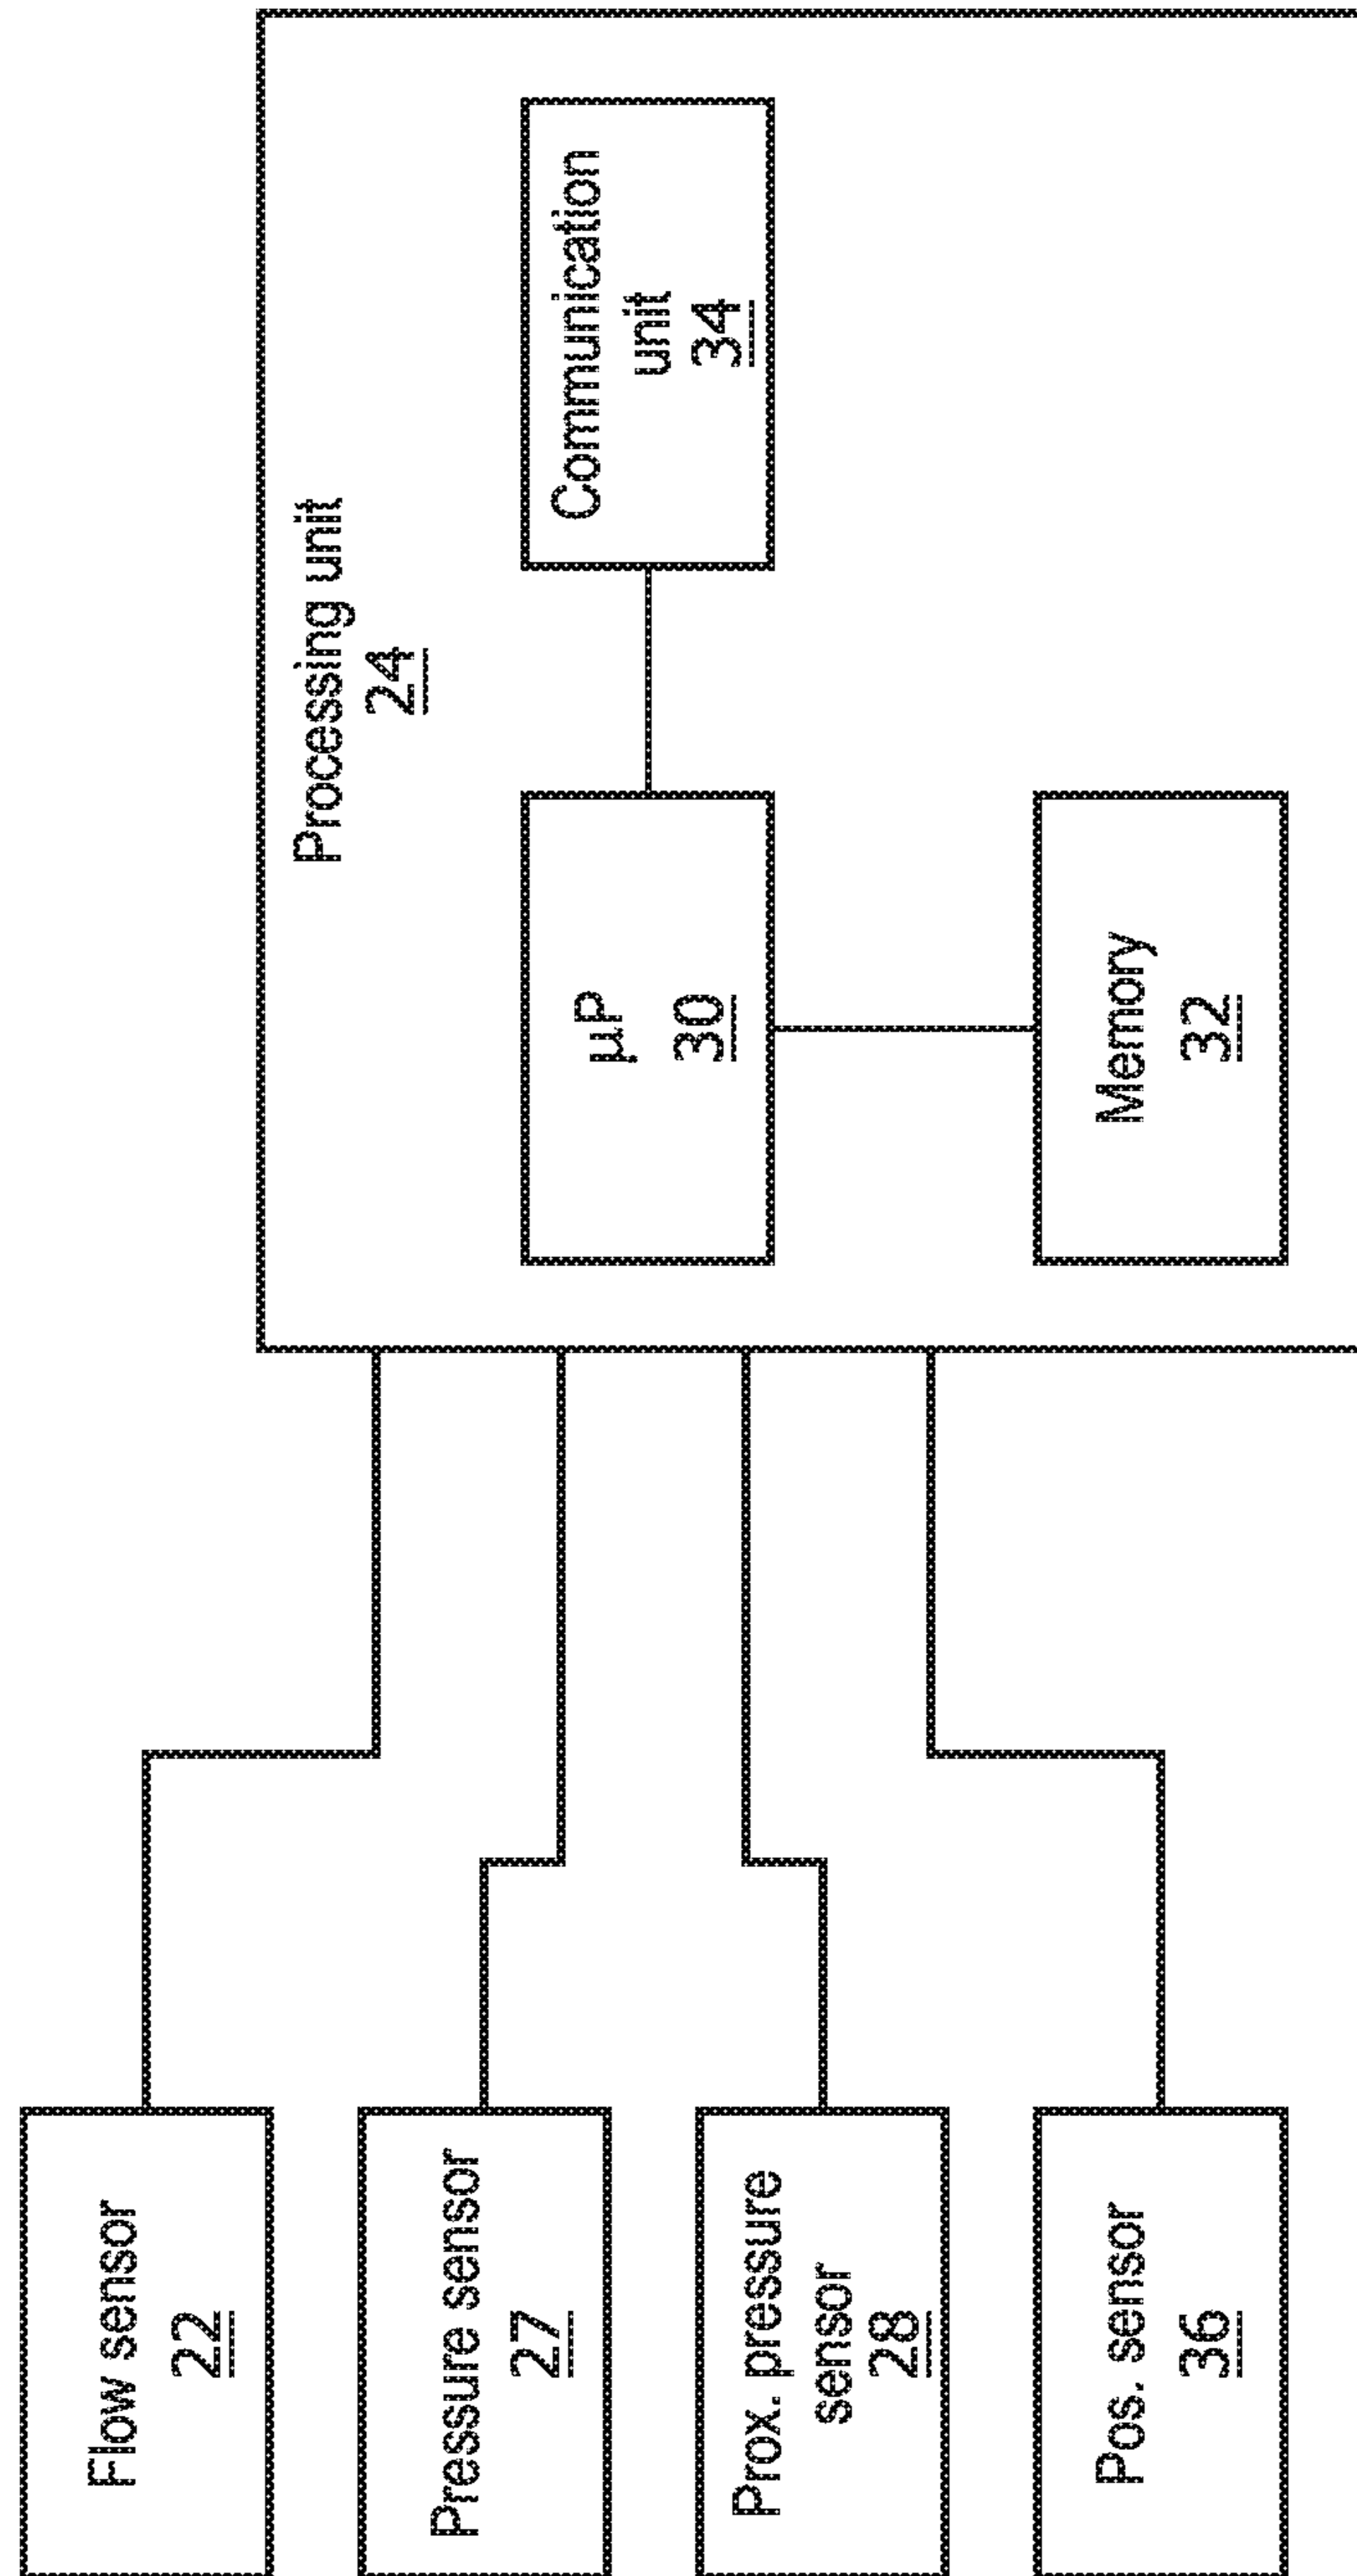 Flow sensor
22
Pressure sensor
27
Prox. pressure
sensor
28
Pos. sensor
36
Processing unit
24
µP
30
Communication
unit
34
Memory
32